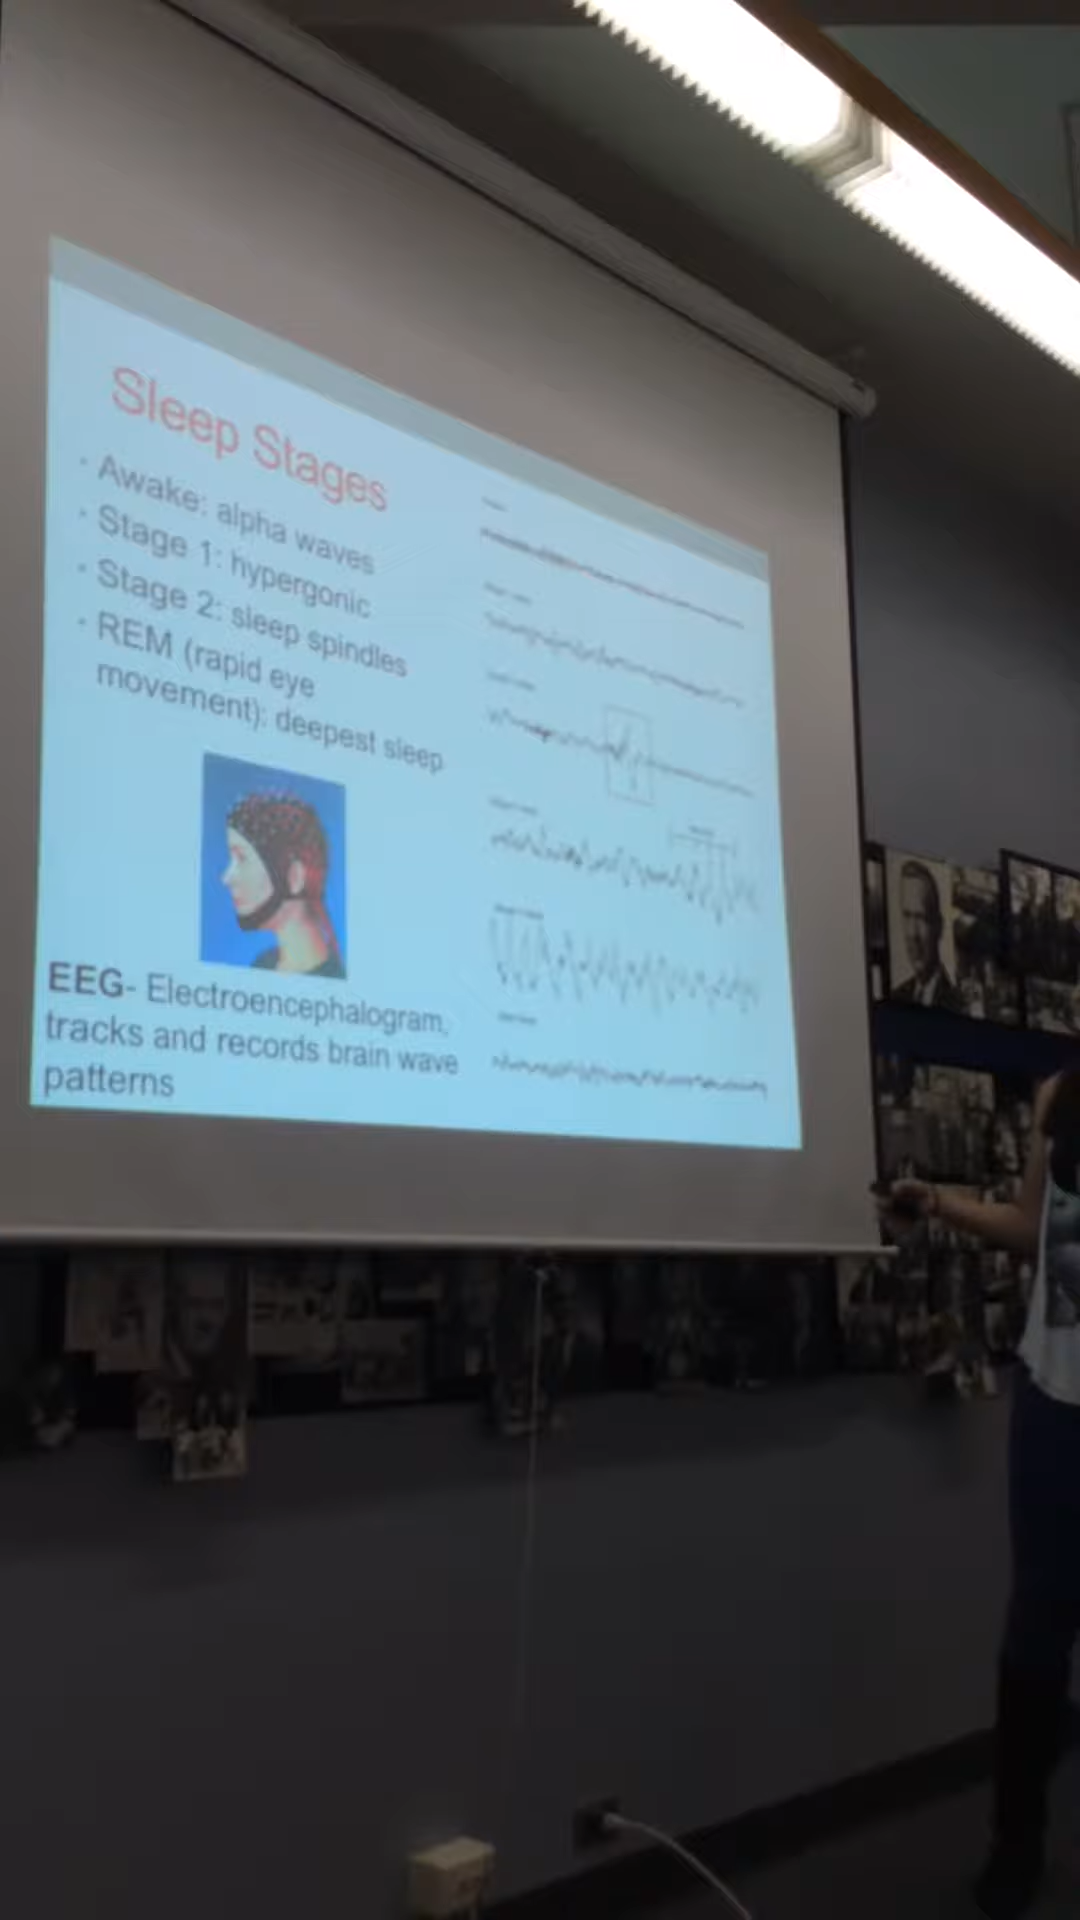 Sleep Stages
• Awake: alpha waves
• Stage 1: hypergonic
• Stage 2: sleep spindles
• REM (rapid eye
movement): deepest sleep
EEG- Electroencephalogram,
tracks and records brain wave
patterns